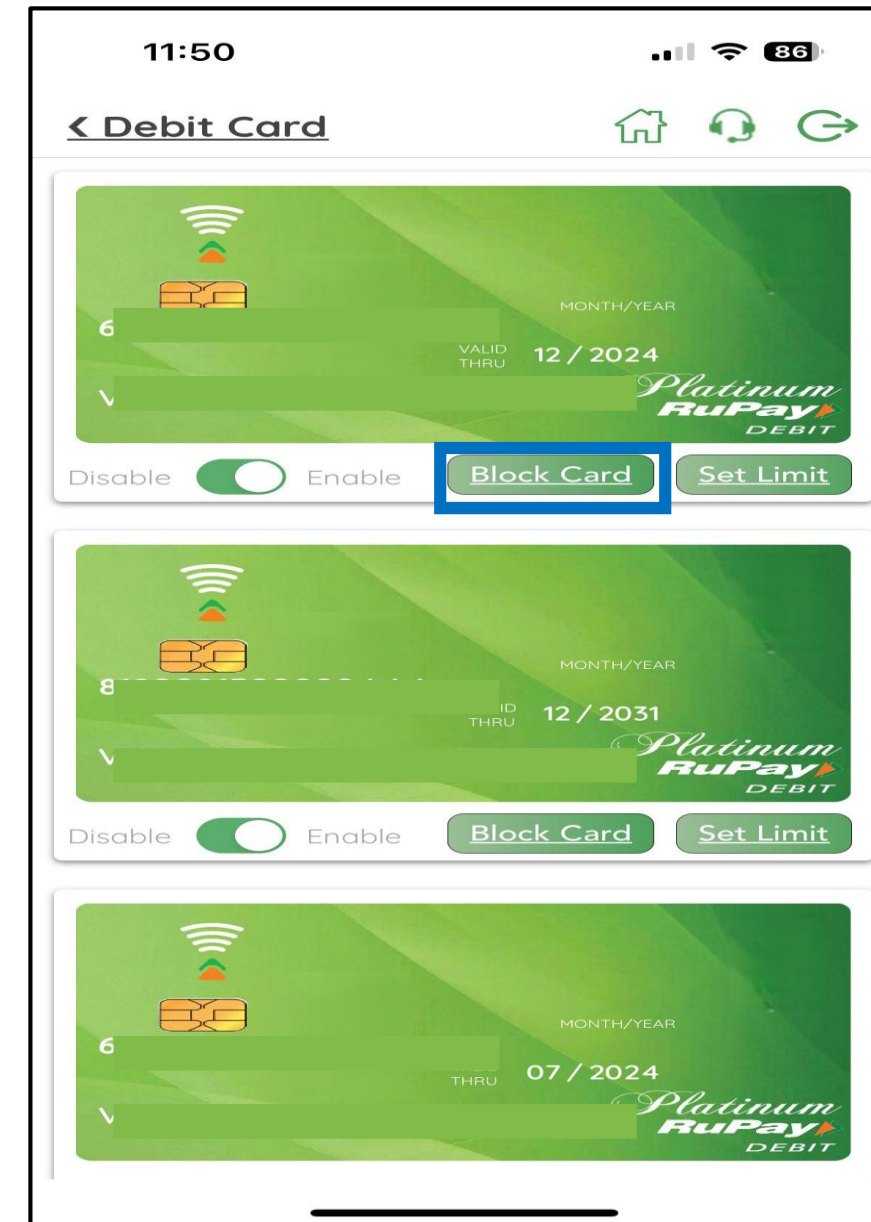 11:50
86
< Debit Card
MONTH/YEAR
6
VALID
THRU
12 / 2024
V
Platinum
RuPay
DEBIT
Disable
Enable
Block Card
Set Limit
MONTH/YEAR
8
ID
THRU
12 / 2031
V
Platinum
RuPay
DEBIT
Disable
Enable
Block Card
Set Limit
MONTH/YEAR
6
THRU
07 / 2024
V
Platinum
RuPay
DEBIT